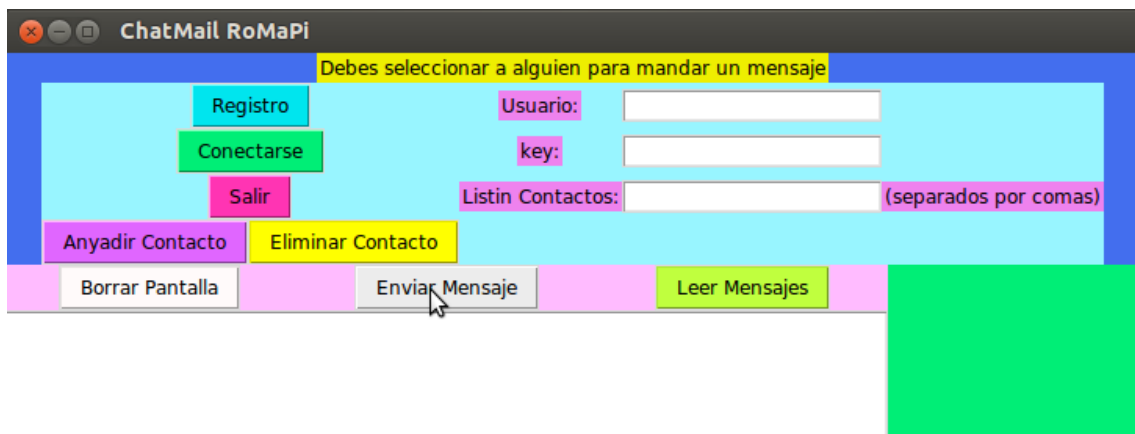 ChatMail RoMaPi
Debes seleccionar a alguien para mandar un mensaje
Registro Usuario:
Conectarse key:
Salir Listin Contactos: (separados por comas)
Anyadir Contacto Eliminar Contacto
Borrar Pantalla Enviar Mensaje Leer Mensajes